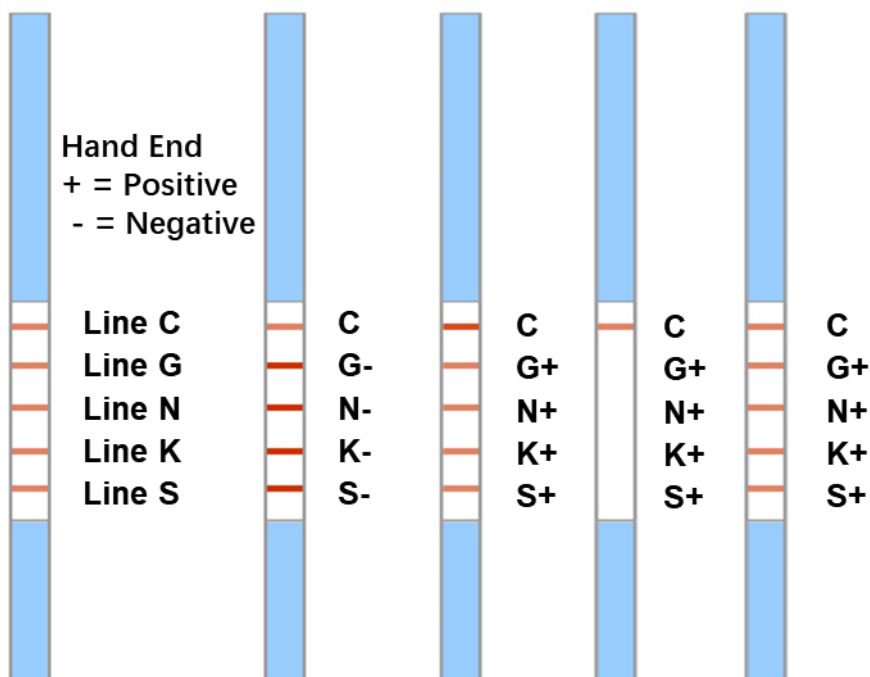 Hand End
+ = Positive
- = Negative
Line C
Line G
Line N
Line K
Line S
C
G-
N-
K-
S-
C
G+
N+
K+
S+
C
G+
N+
K+
S+
C
G+
N+
K+
S+